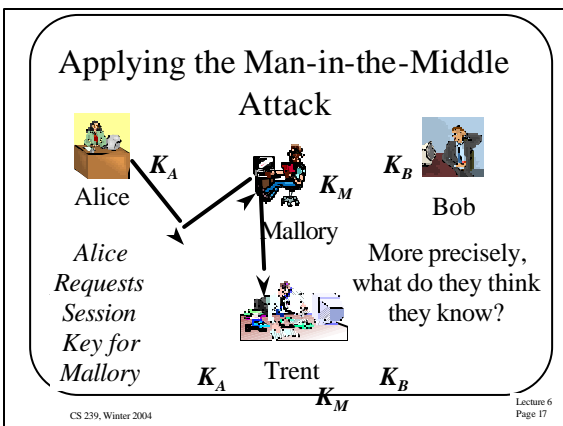 Applying the Man-in-the-Middle
Attack
K_A
K_M
K_B
Alice
Mallory
Bob
Alice
Requests
Session
Key for
Mallory
More precisely,
what do they think
they know?
K_A
Trent
K_M
K_B
CS 239, Winter 2004
Lecture 6
Page 17